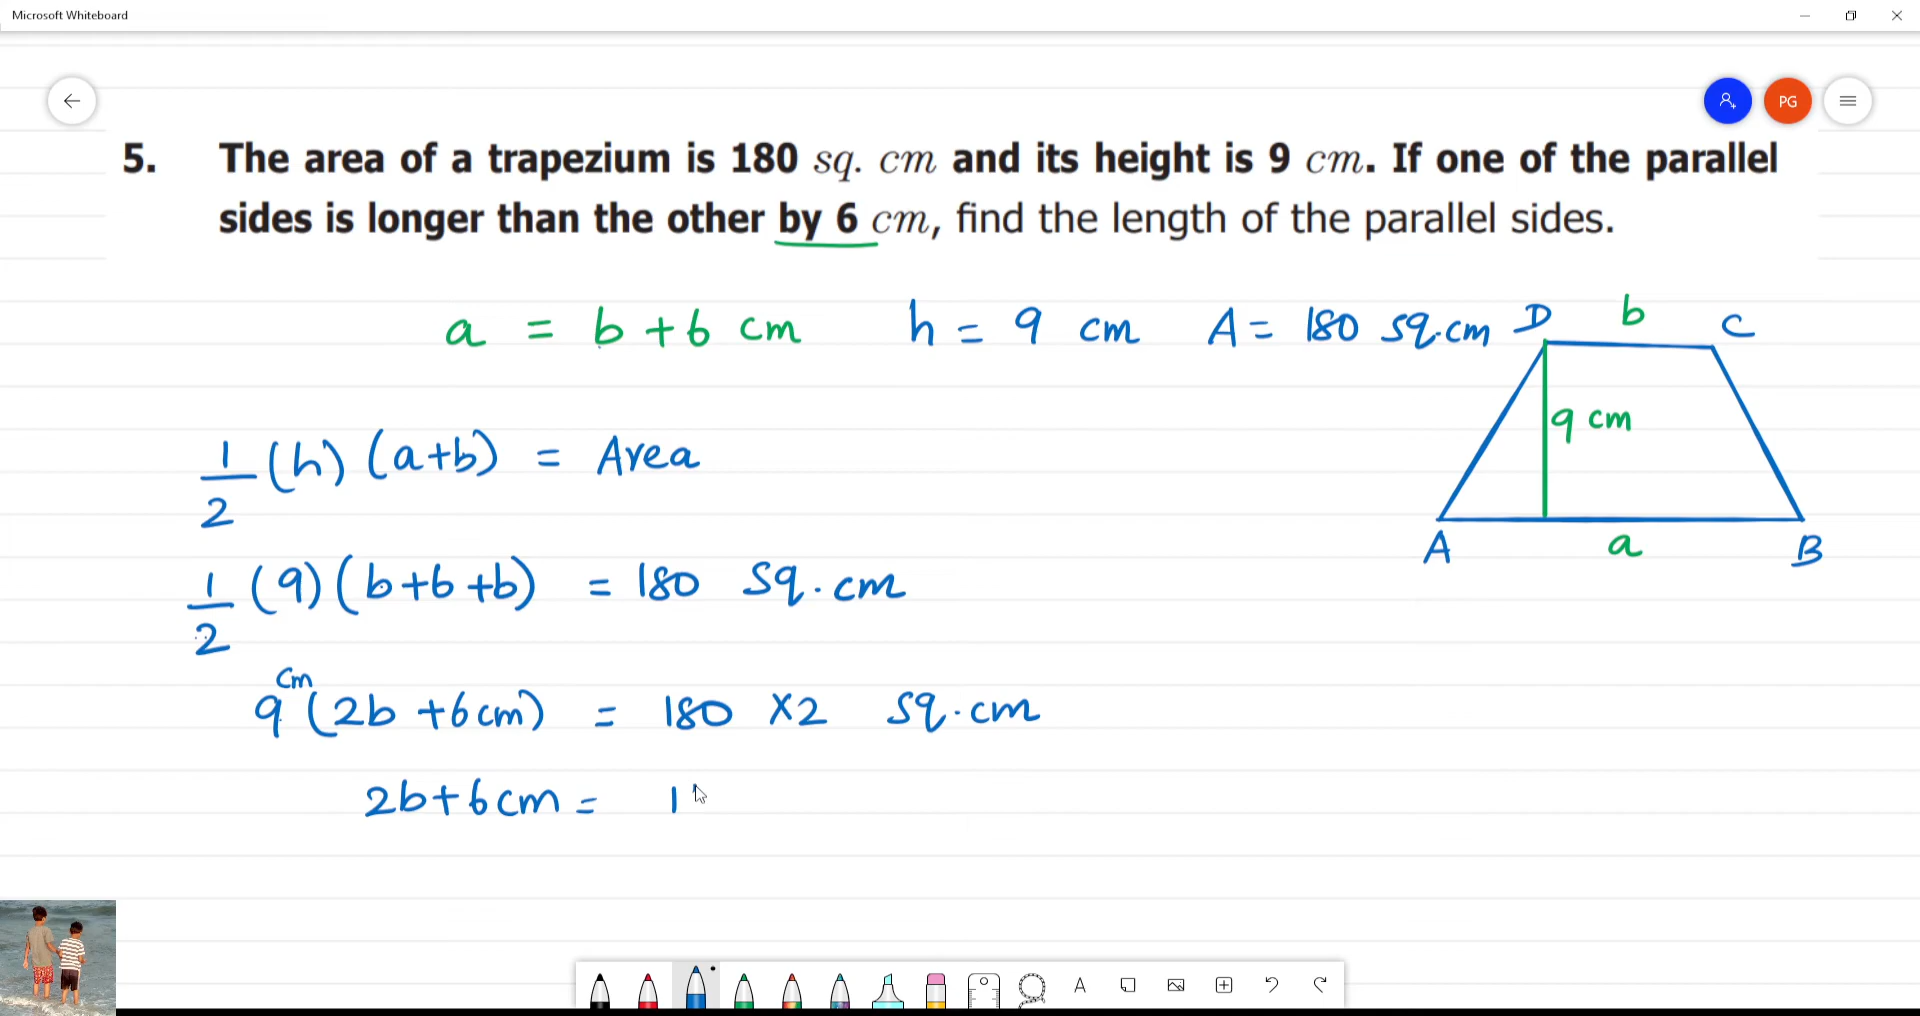 Microsoft Whiteboard
PG
5. The area of a trapezium is 180 sq. cm and its height is 9 cm. If one of the parallel
sides is longer than the other by 6 cm, find the length of the parallel sides.
a = b + 6 cm h = 9 cm A = 180 sq.cm
D b C
9 cm
A a B
1/2 (h) (a+b) = Area
1/2 (9) (b+6+b) = 180 sq.cm
9 cm (2b + 6cm) = 180 × 2 sq.cm
2b + 6 cm = 1
A